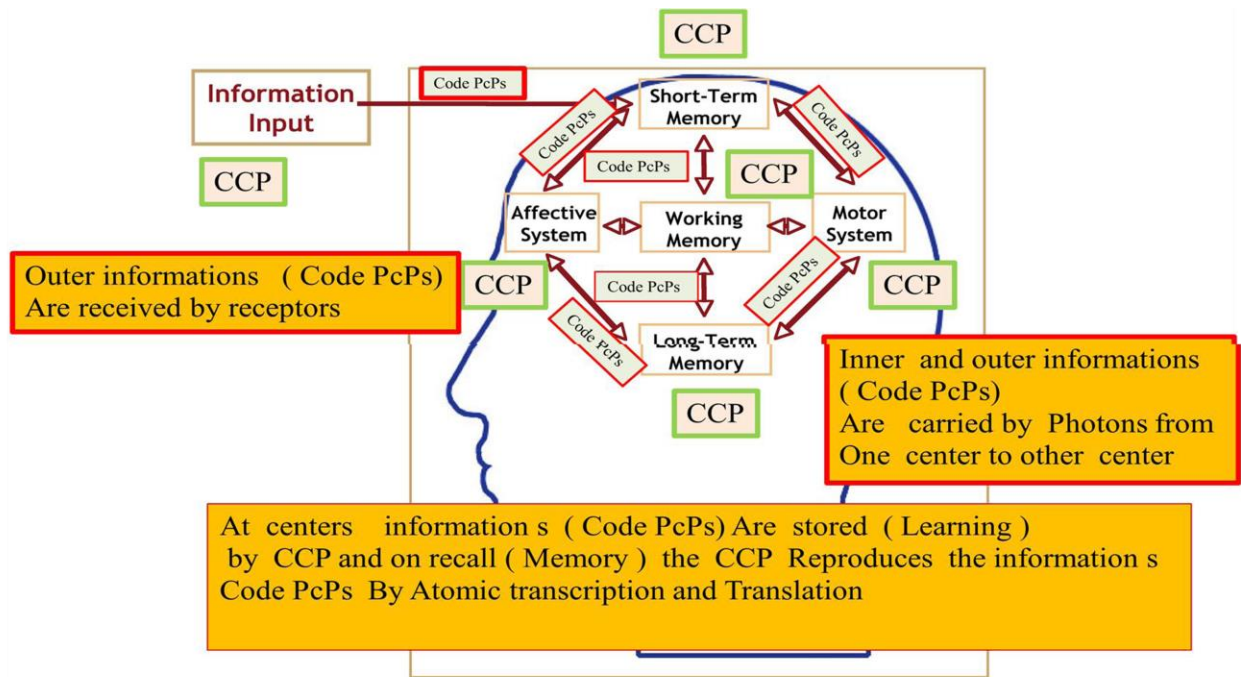 CCP
Code PcPs
Information
Input
Short-Term
Memory
Code PcPs
Code PcPs
Code PcPs
CCP
CCP
Affective
System
Working
Memory
Motor
System
Outer informations ( Code PcPs)
Are received by receptors
CCP
Code PcPs
Code PcPs
CCP
Code PcPs
Long-Term
Memory
CCP
Inner and outer informations
( Code PcPs)
Are carried by Photons from
One center to other center
At centers information s ( Code PcPs) Are stored ( Learning )
by CCP and on recall ( Memory ) the CCP Reproduces the information s
Code PcPs By Atomic transcription and Translation